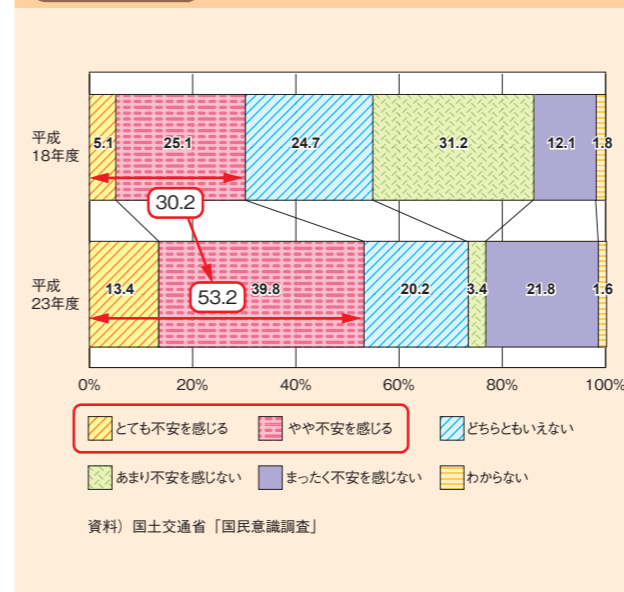 平成
18年度
5.1
25.1
24.7
31.2
12.1
1.8
30.2
平成
23年度
13.4
53.2
39.8
20.2
3.4
21.8
1.6
0%
20%
40%
60%
80%
100%
とても不安を感じる
やや不安を感じる
どちらともいえない
あまり不安を感じない
まったく不安を感じない
わからない
資料）国土交通省「国民意識調査」